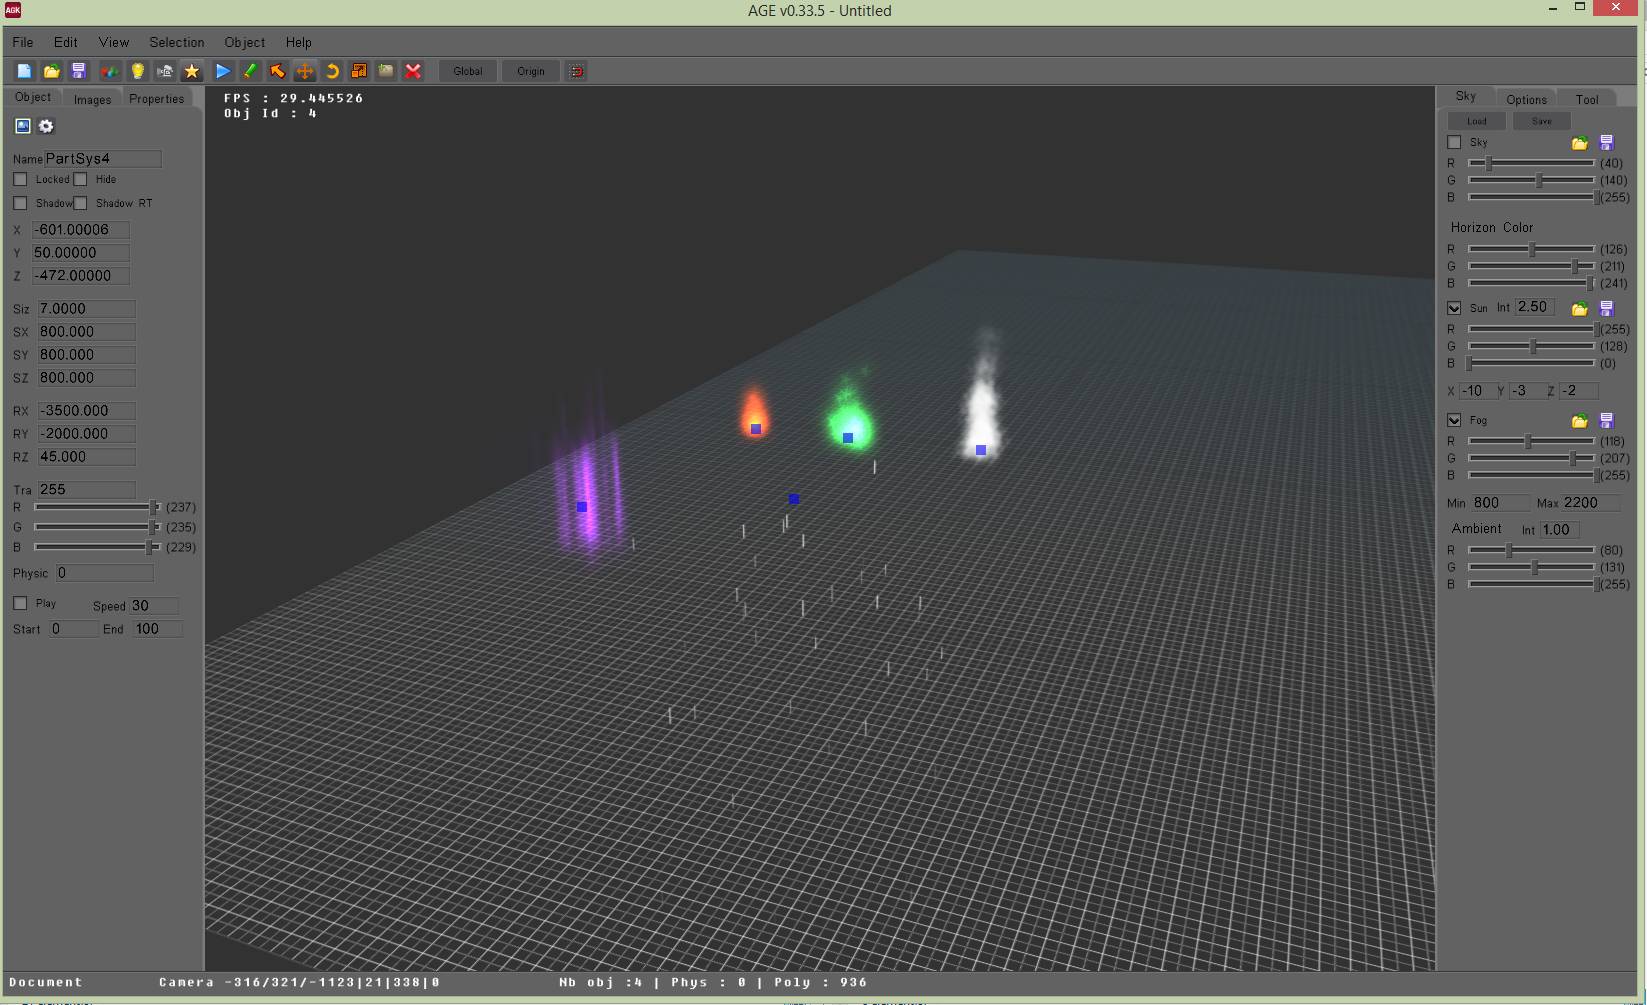 AGK
AGE v0.33.5 - Untitled
File Edit View Selection Object Help
Global Origin
Object Images Properties
Name PartSys4
Locked Hide
Shadow Shadow RT
X -601.00006
Y 50.00000
Z -472.00000
Siz 7.0000
SX 800.000
SY 800.000
SZ 800.000
RX -3500.000
RY -2000.000
RZ 45.000
Tra 255
R (237)
G (235)
B (229)
Physic 0
Play Speed 30
Start 0 End 100
FPS : 29.445526
Obj Id : 4
Sky Options Tool
Load Save
Sky
R (40)
G (140)
B (255)
Horizon Color
R (126)
G (211)
B (241)
Sun Int 2.50
R (255)
G (128)
B (0)
X -10 Y -3 Z -2
Fog
R (118)
G (207)
B (255)
Min 800 Max 2200
Ambient Int 1.00
R (80)
G (131)
B (255)
Document Camera -316/321/-1123|21|338|0 Nb obj :4 | Phys : 0 | Poly : 936